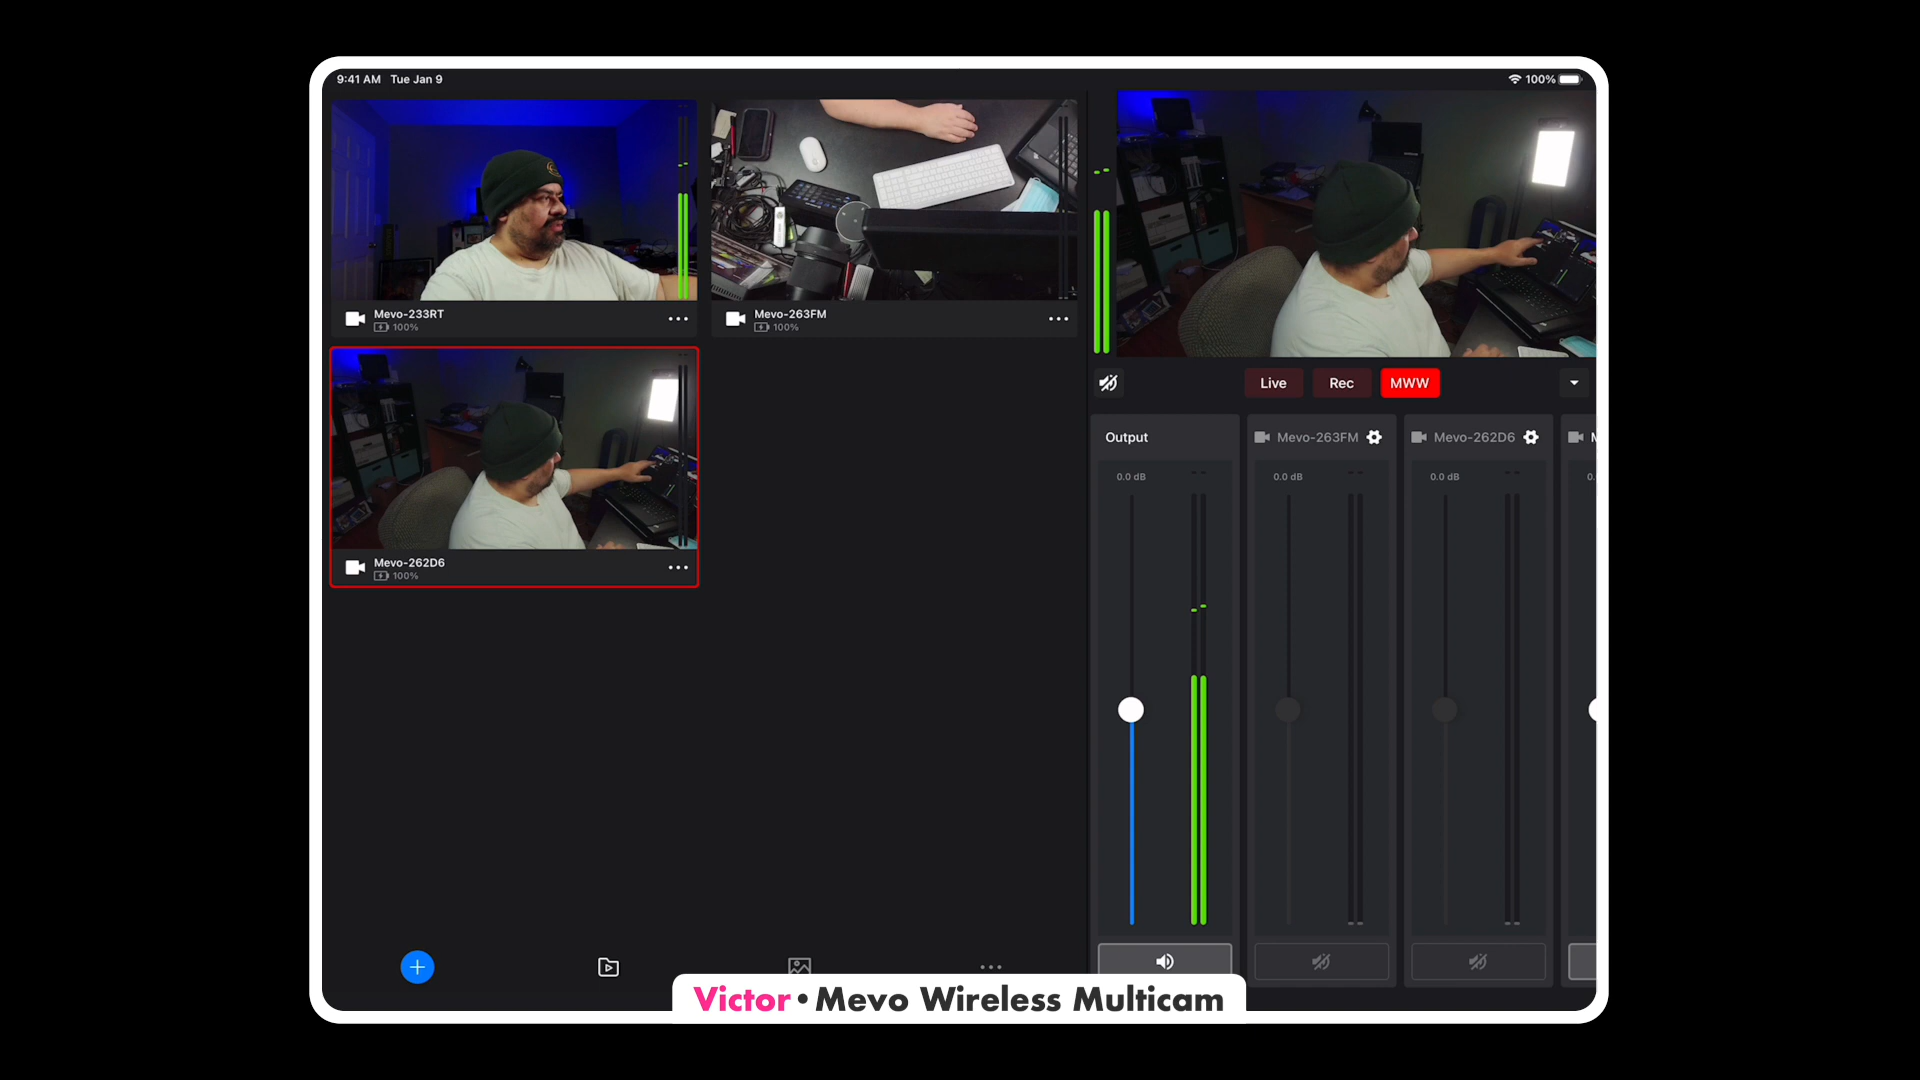 9:41 AM Tue Jan 9
100%
Mevo-233RT
100%
Mevo-263FM
100%
Mevo-262D6
100%
Live
Rec
MWW
Output
Mevo-263FM
Mevo-262D6
0.0 dB
0.0 dB
0.0 dB
Victor • Mevo Wireless Multicam